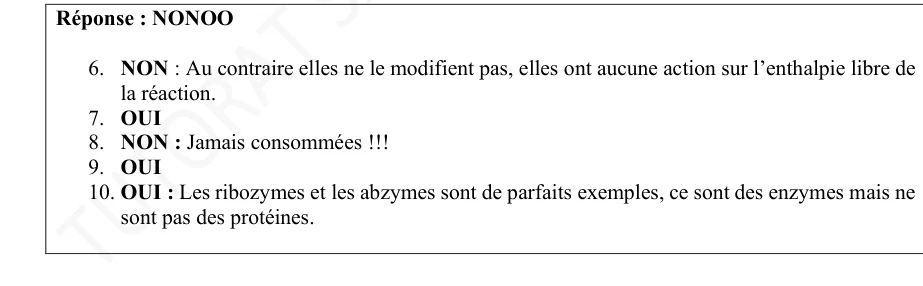 Réponse : NONOO
6. NON : Au contraire elles ne le modifient pas, elles ont aucune action sur l'enthalpie libre de
la réaction.
7. OUI
8. NON : Jamais consommées !!!
9. OUI
10. OUI : Les ribozymes et les abzymes sont de parfaits exemples, ce sont des enzymes mais ne
sont pas des protéines.
TUTORAT S